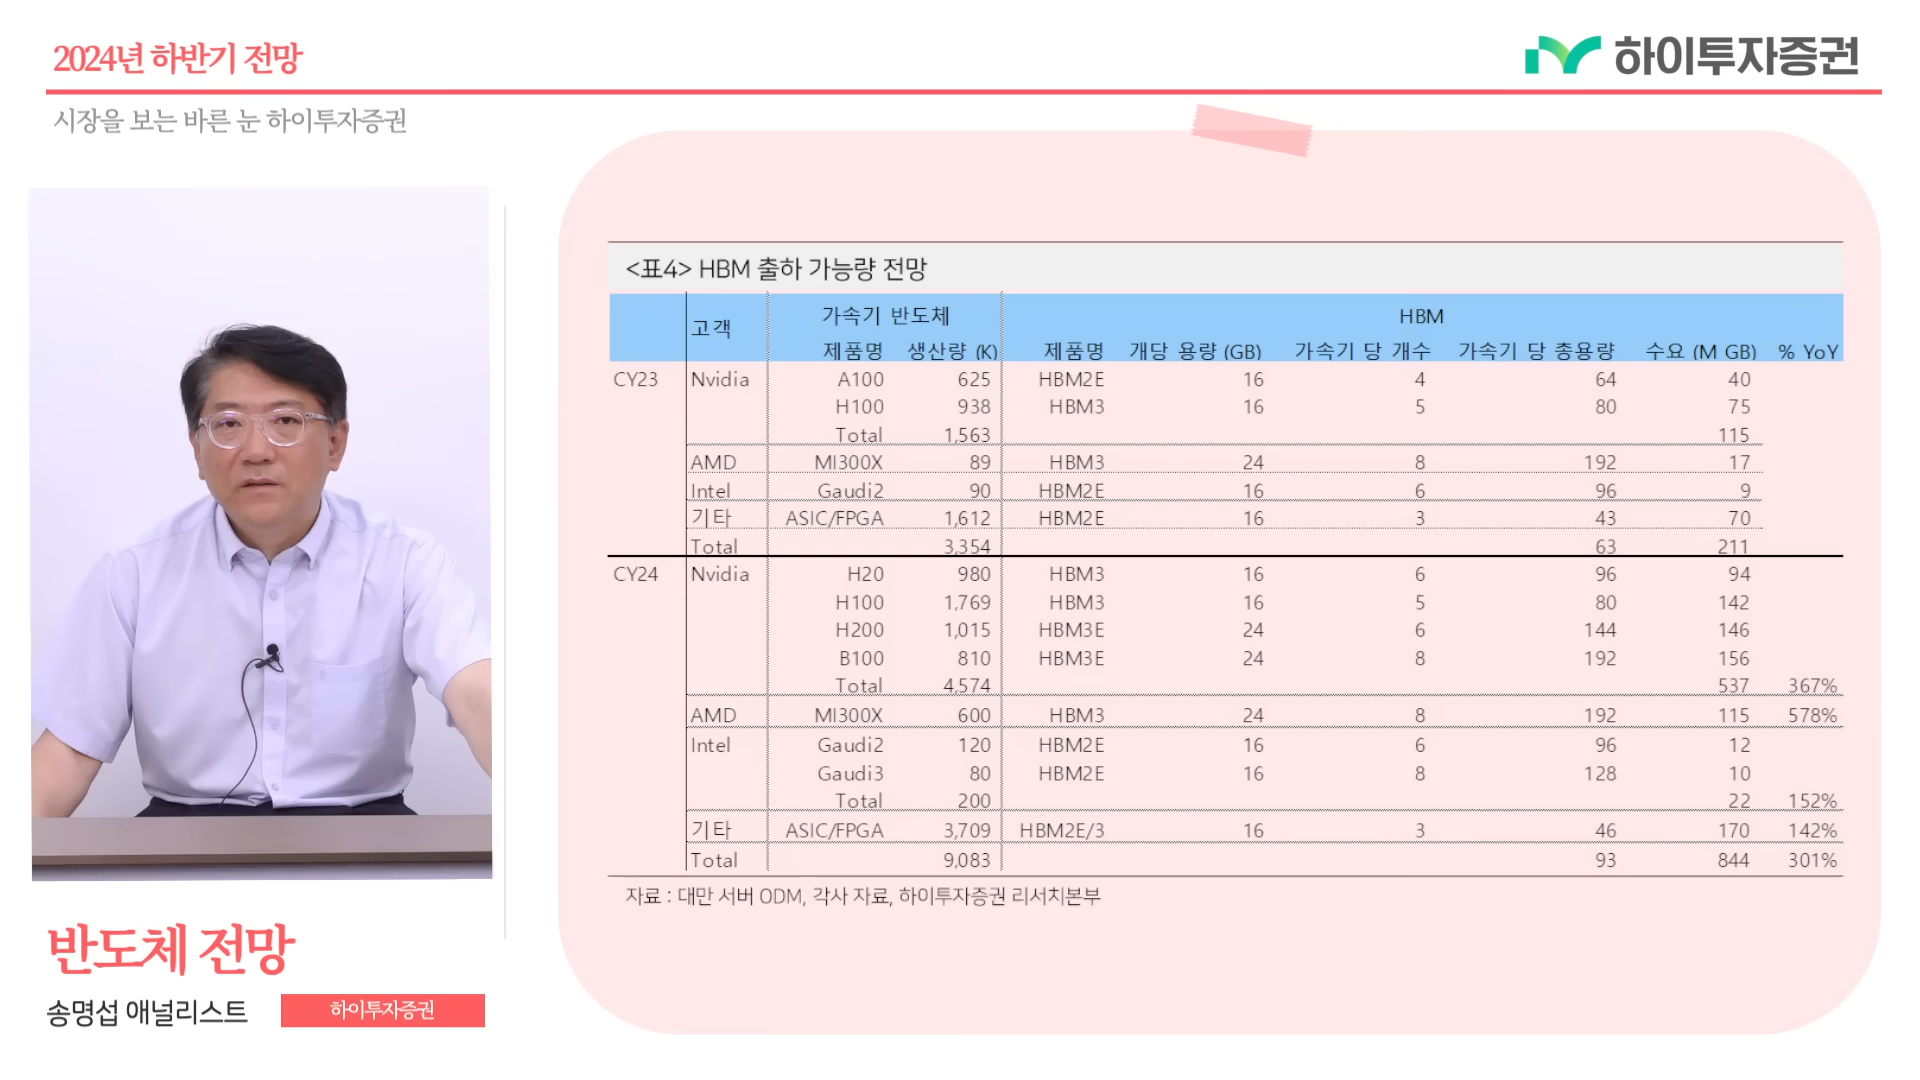 2024년 하반기 전망
하이투자증권
시장을 보는 바른 눈 하이투자증권
<표4> HBM 출하 가능량 전망
고객 가속기 반도체 HBM
제품명 생산량 (K) 제품명 개당 용량 (GB) 가속기 당 개수 가속기 당 총용량 수요 (M GB) % YoY
CY23 Nvidia A100 625 HBM2E 16 4 64 40
H100 938 HBM3 16 5 80 75
Total 1,563 115
AMD MI300X 89 HBM3 24 8 192 17
Intel Gaudi2 90 HBM2E 16 6 96 9
기타 ASIC/FPGA 1,612 HBM2E 16 3 43 70
Total 3,354 63 211
CY24 Nvidia H20 980 HBM3 16 6 96 94
H100 1,769 HBM3 16 5 80 142
H200 1,015 HBM3E 24 6 144 146
B100 810 HBM3E 24 8 192 156
Total 4,574 537 367%
AMD MI300X 600 HBM3 24 8 192 115 578%
Intel Gaudi2 120 HBM2E 16 6 96 12
Gaudi3 80 HBM2E 16 8 128 10
Total 200 22 152%
기타 ASIC/FPGA 3,709 HBM2E/3 16 3 46 170 142%
Total 9,083 93 844 301%
자료 : 대만 서버 ODM, 각사 자료, 하이투자증권 리서치본부
반도체 전망
송명섭 애널리스트 하이투자증권